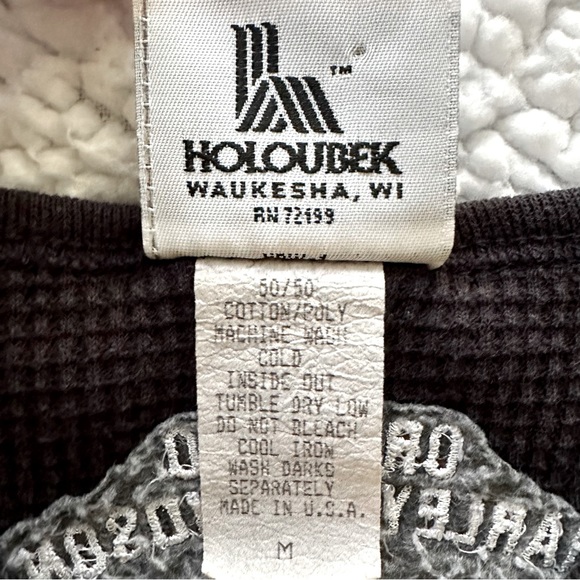 TM
HOLOUBEK
WAUKESHA, WI
RN 72199
50/50
COTTON/POLY
MACHINE WASH
COLD
INSIDE OUT
TUMBLE DRY LOW
DO NOT BLEACH
COOL IRON
WASH DARKS
SEPARATELY
MADE IN U.S.A.
M